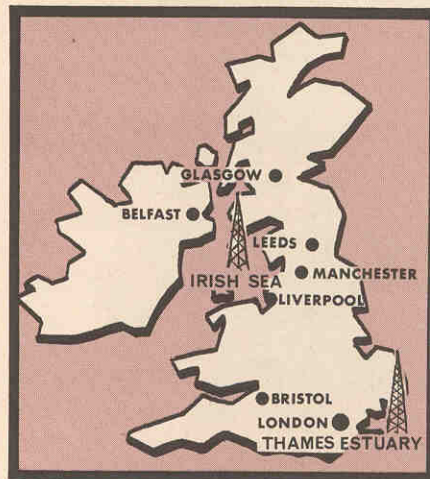 GLASGOW
BELFAST
LEEDS
MANCHESTER
IRISH SEA
LIVERPOOL
BRISTOL
LONDON
THAMES ESTUARY